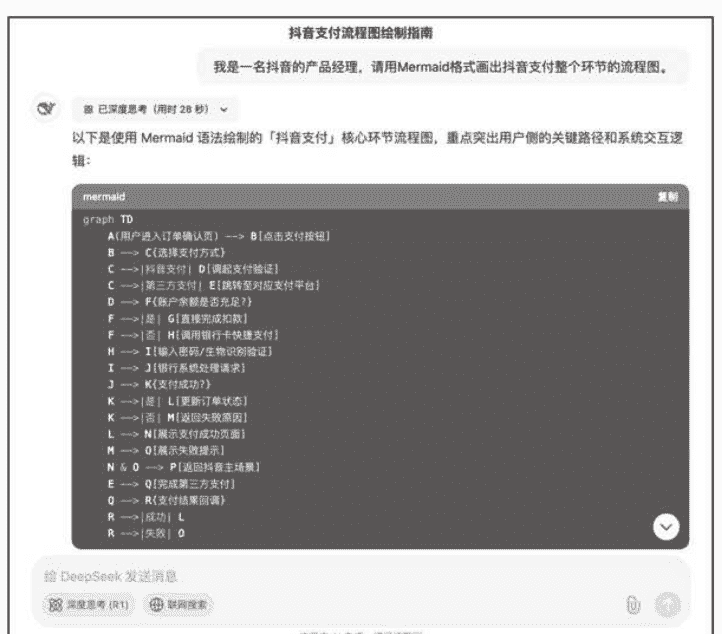 抖音支付流程图绘制指南
我是一名抖音的产品经理，请用Mermaid格式画出抖音支付整个环节的流程图。
已深度思考（用时 28 秒）
以下是使用 Mermaid 语法绘制的「抖音支付」核心环节流程图，重点突出用户侧的关键路径和系统交互逻
辑：
mermaid 复制
graph TD
A(用户进入订单确认页) --> B[点击支付按钮]
B --> C{选择支付方式}
C -->|抖音支付| D[调起支付验证]
C -->|第三方支付| E[跳转至对应支付平台]
D --> F{账户余额是否充足?}
F -->|是| G[直接完成扣款]
F -->|否| H[调用银行卡快捷支付]
H --> I[输入密码/生物识别验证]
I --> J[银行系统处理请求]
J --> K{支付成功?}
K -->|是| L[更新订单状态]
K -->|否| M[返回失败原因]
L --> N[展示支付成功页面]
M --> O[展示失败提示]
N & O --> P[返回抖音主场景]
E --> Q[完成第三方支付]
Q --> R{支付结果回调}
R -->|成功| L
R -->|失败| O
给 DeepSeek 发送消息
深度思考 (R1) 联网搜索